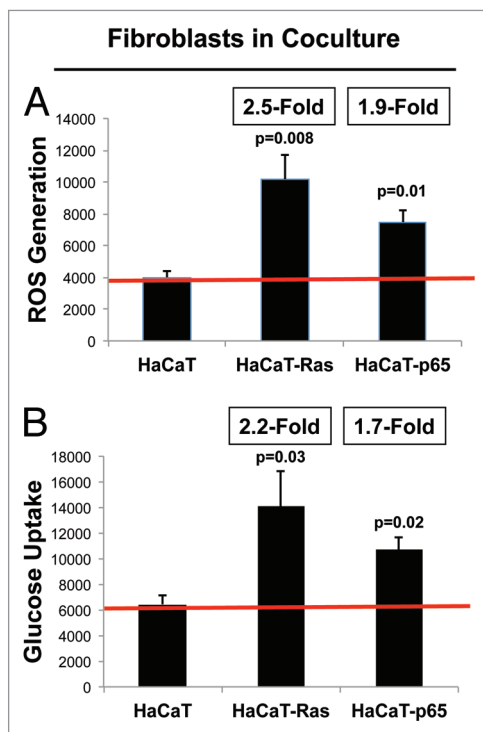 Fibroblasts in Coculture
A
2.5-Fold 1.9-Fold
p=0.008
p=0.01
ROS Generation
14000
12000
10000
8000
6000
4000
2000
0
HaCaT HaCaT-Ras HaCaT-p65
B
2.2-Fold 1.7-Fold
p=0.03
p=0.02
Glucose Uptake
18000
16000
14000
12000
10000
8000
6000
4000
2000
0
HaCaT HaCaT-Ras HaCaT-p65